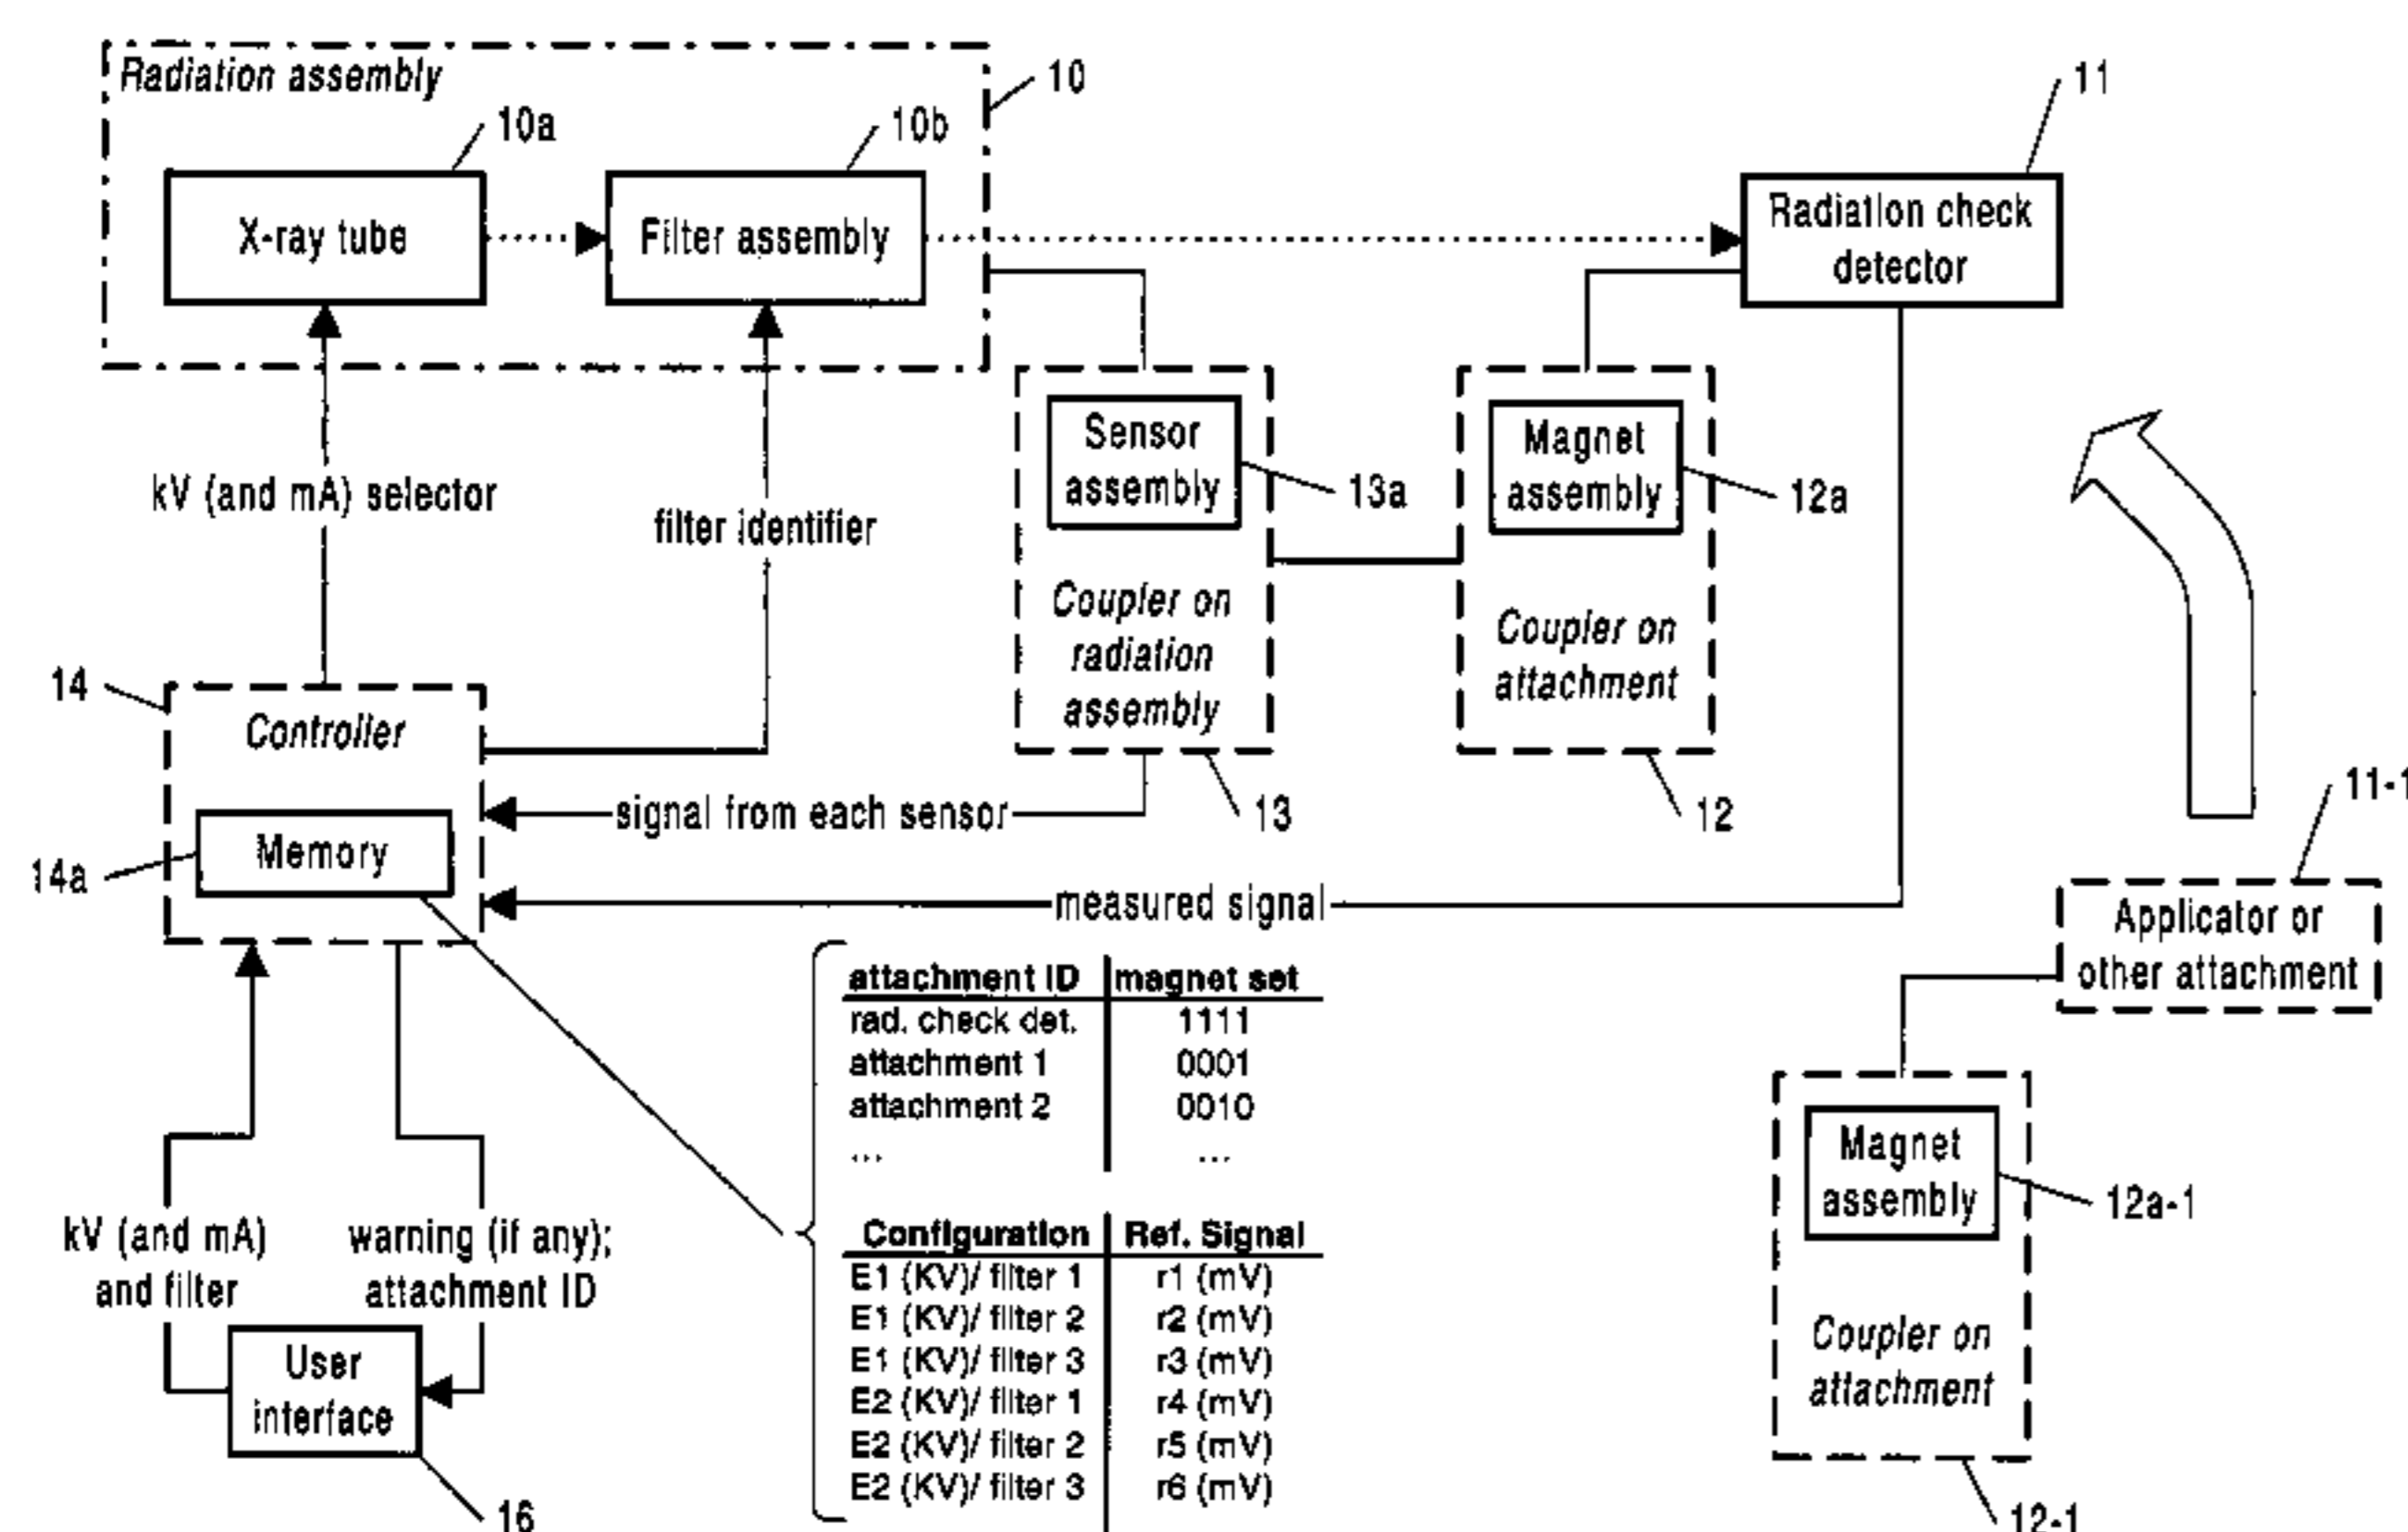 Radiation assembly
10
11
10a
10b
X-ray tube
Filter assembly
Radiation check
detector
Sensor
assembly
13a
Coupler on
radiation
assembly
Magnet
assembly
12a
Coupler on
attachment
kV (and mA) selector
filter identifier
14
Controller
Memory
14a
signal from each sensor
13
12
11-1
measured signal
Applicator or
other attachment
attachment ID magnet set
rad. check det. 1111
attachment 1 0001
attachment 2 0010
... ...
Configuration Ref. Signal
E1 (KV)/ filter 1 r1 (mV)
E1 (KV)/ filter 2 r2 (mV)
E1 (KV)/ filter 3 r3 (mV)
E2 (KV)/ filter 1 r4 (mV)
E2 (KV)/ filter 2 r5 (mV)
E2 (KV)/ filter 3 r6 (mV)
Magnet
assembly
12a-1
Coupler on
attachment
12-1
kV (and mA)
and filter
warning (if any);
attachment ID
User
interface
16